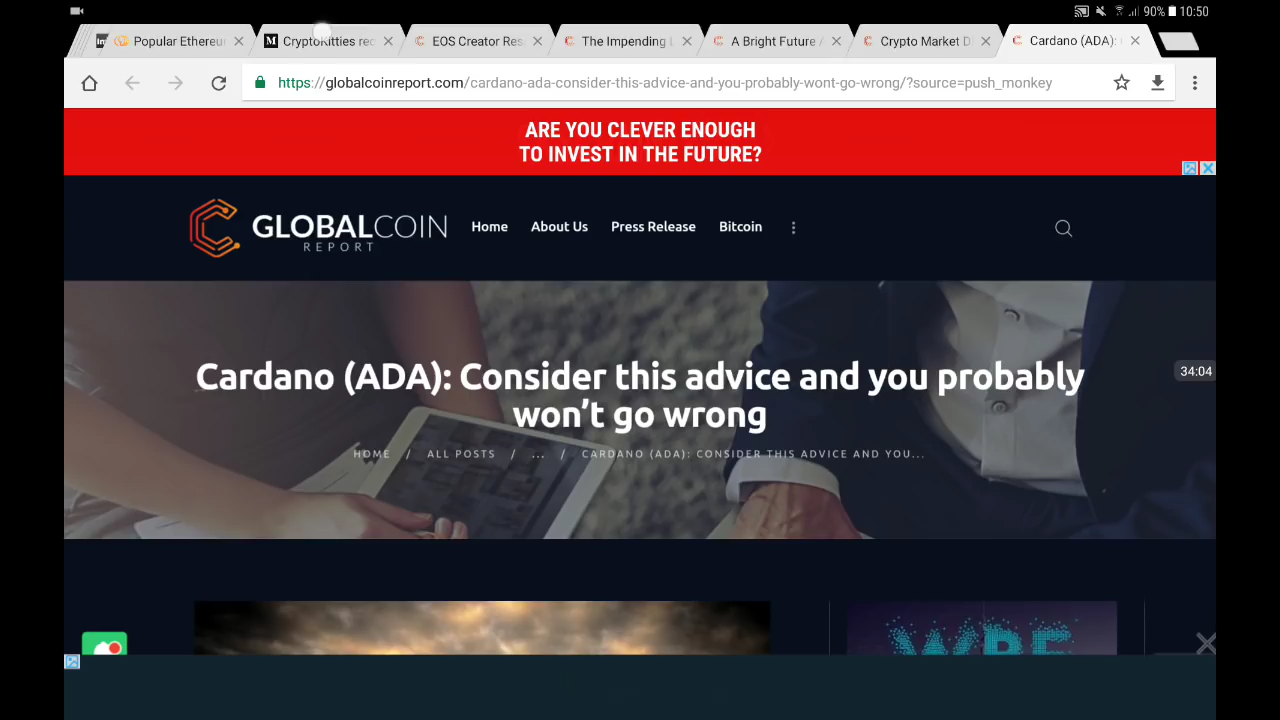 90% 10:50
Popular Ethereu
CryptoKitties rec
EOS Creator Res
The Impending L
A Bright Future
Crypto Market D
Cardano (ADA):
https://globalcoinreport.com/cardano-ada-consider-this-advice-and-you-probably-wont-go-wrong/?source=push_monkey
ARE YOU CLEVER ENOUGH
TO INVEST IN THE FUTURE?
GLOBALCOIN
REPORT
Home About Us Press Release Bitcoin
34:04
Cardano (ADA): Consider this advice and you probably
won't go wrong
HOME / ALL POSTS / ... / CARDANO (ADA): CONSIDER THIS ADVICE AND YOU...